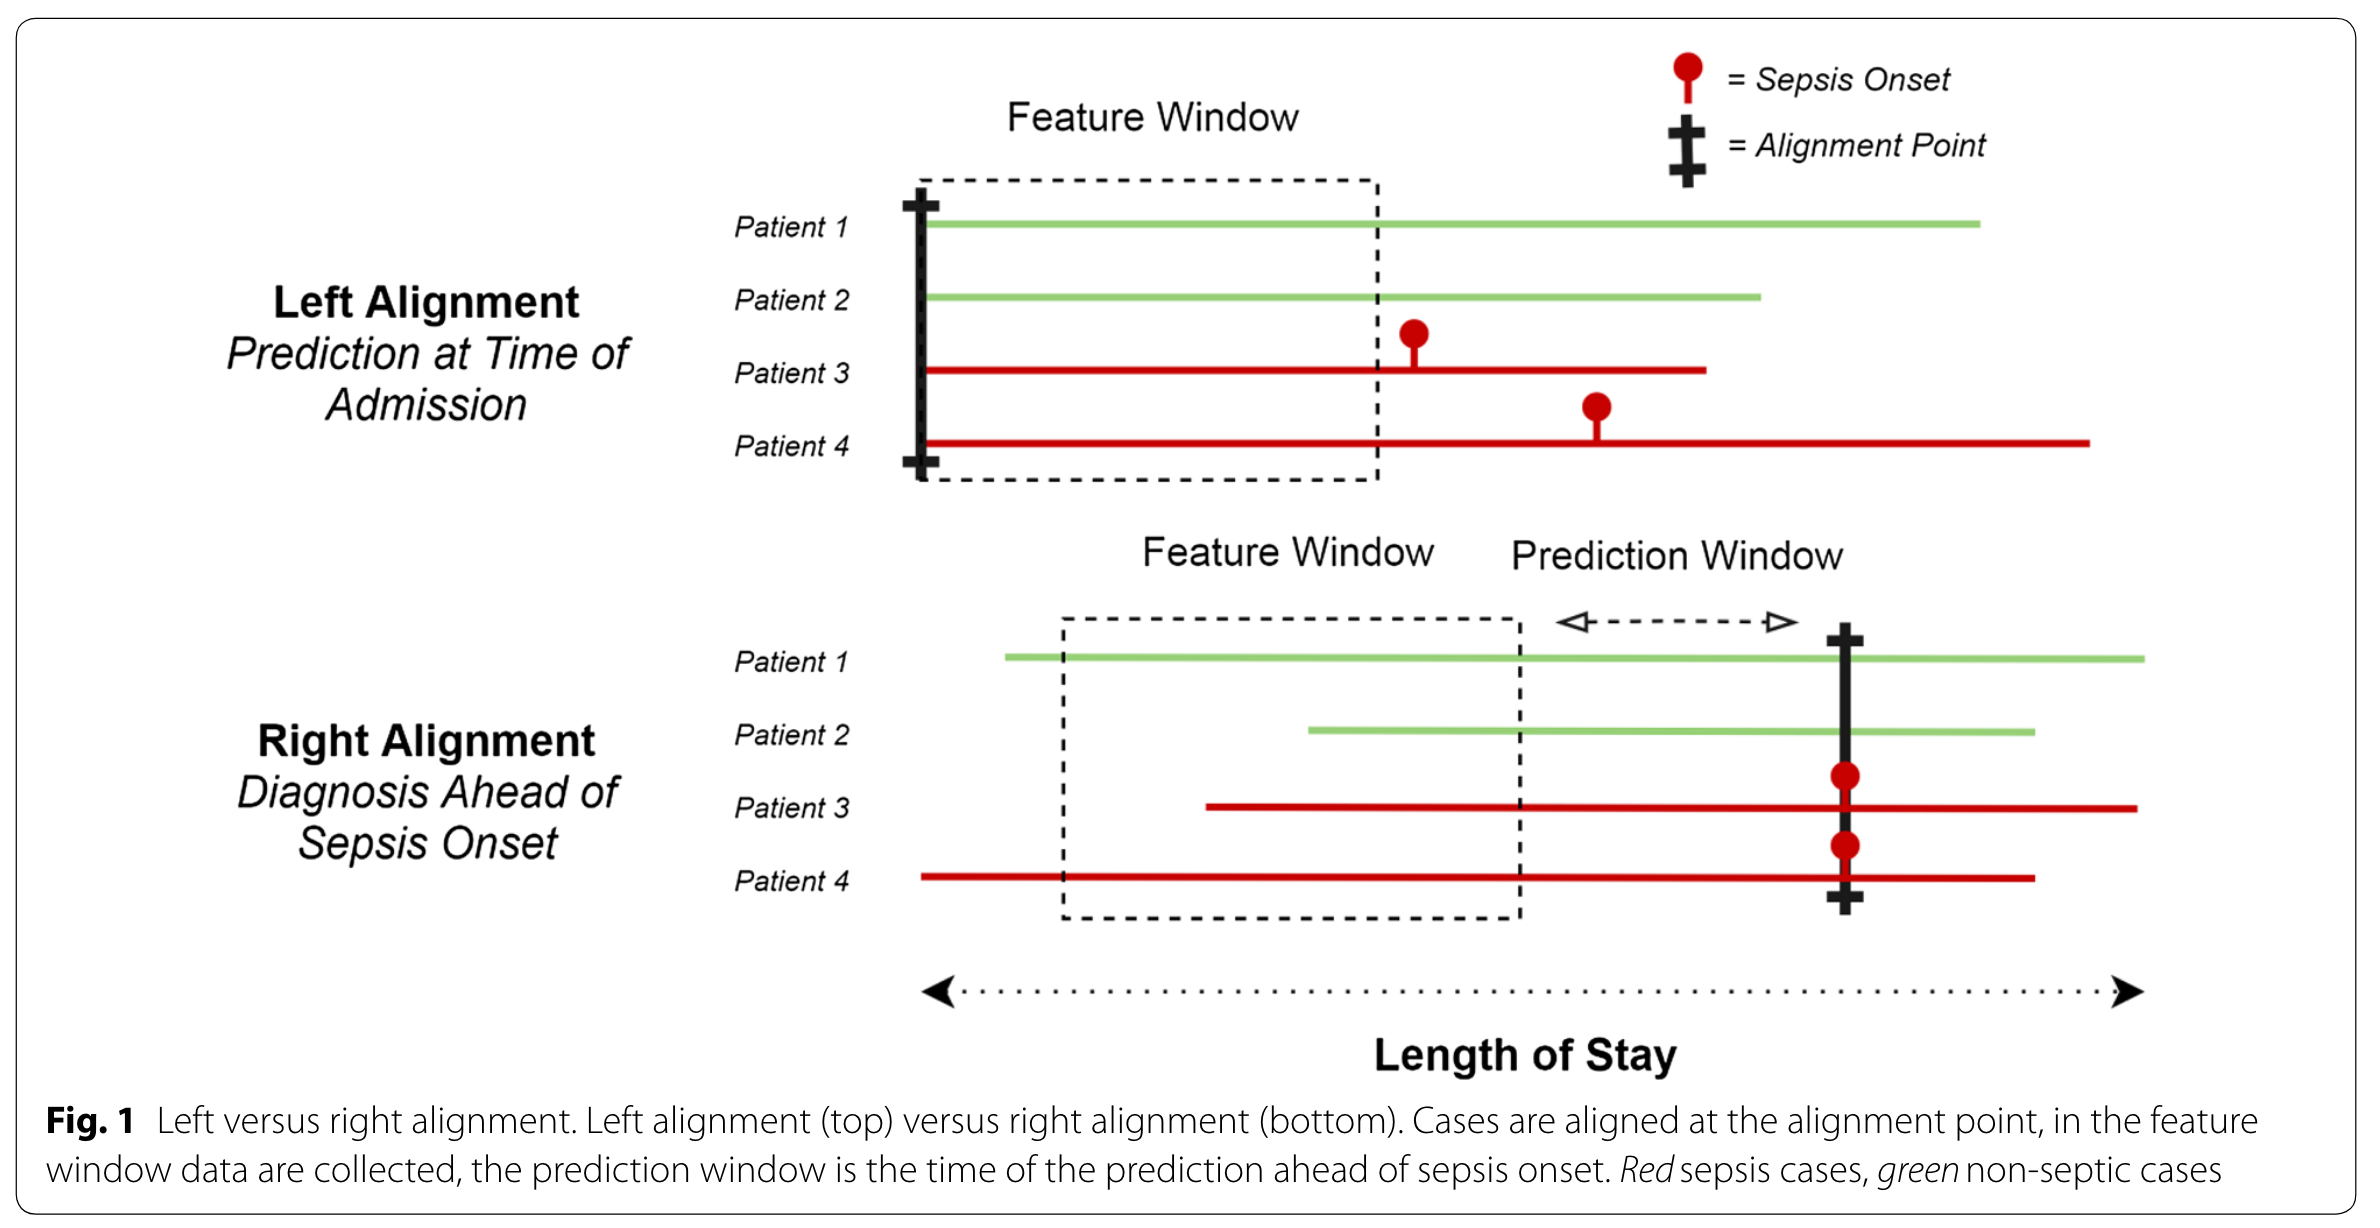 = Sepsis Onset
= Alignment Point
Feature Window
Patient 1
Patient 2
Patient 3
Patient 4
Left Alignment
Prediction at Time of
Admission
Feature Window
Prediction Window
Patient 1
Patient 2
Patient 3
Patient 4
Right Alignment
Diagnosis Ahead of
Sepsis Onset
Length of Stay
Fig. 1 Left versus right alignment. Left alignment (top) versus right alignment (bottom). Cases are aligned at the alignment point, in the feature
window data are collected, the prediction window is the time of the prediction ahead of sepsis onset. Red sepsis cases, green non-septic cases